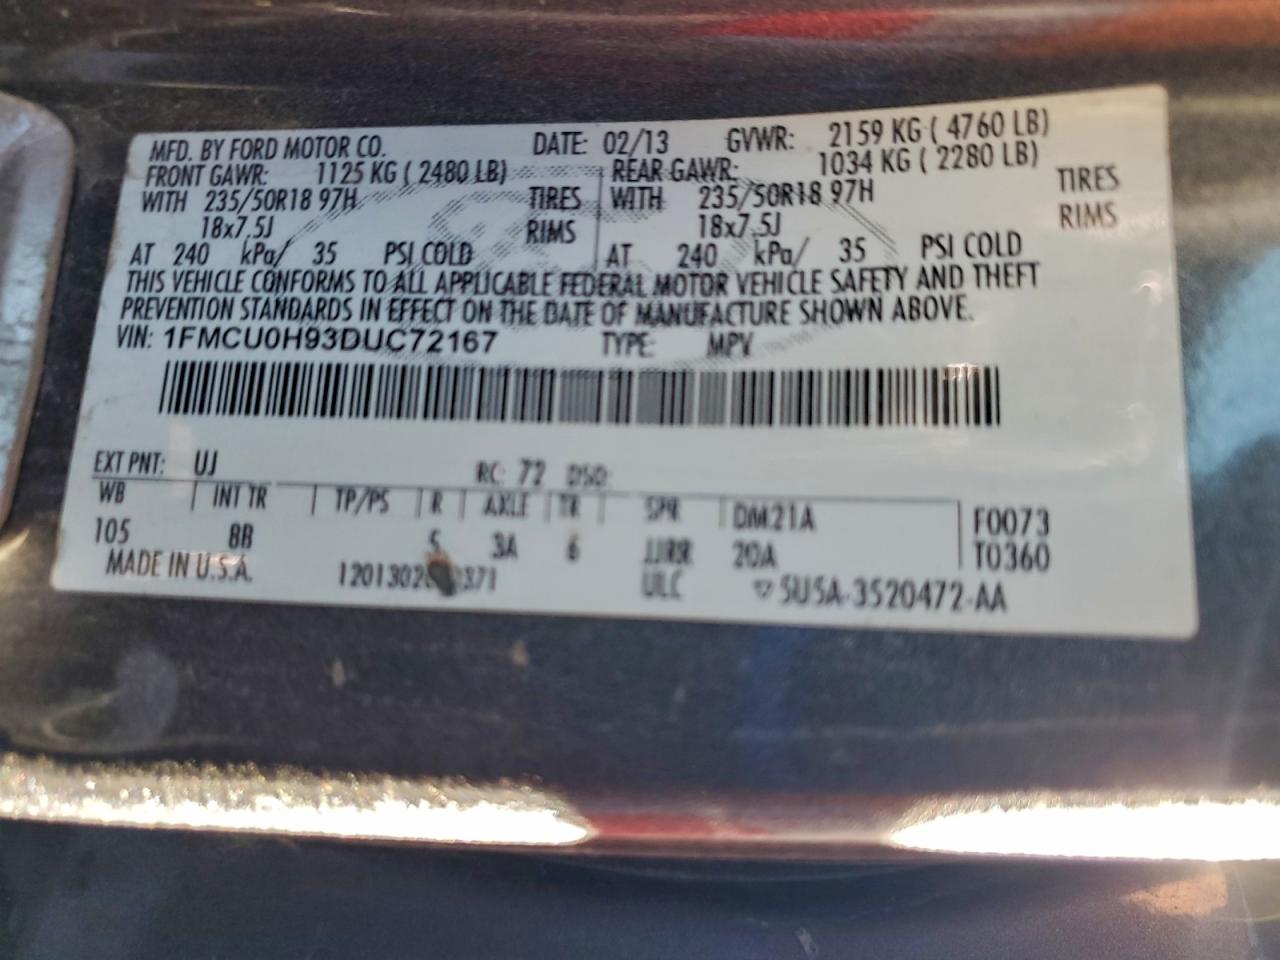 MFD. BY FORD MOTOR CO. DATE: 02/13 GVWR: 2159 KG ( 4760 LB)
FRONT GAWR: 1125 KG ( 2480 LB) REAR GAWR: 1034 KG ( 2280 LB)
WITH 235/50R18 97H TIRES WITH 235/50R18 97H TIRES
18x7.5J RIMS 18x7.5J RIMS
AT 240 kPa/ 35 PSI COLD AT 240 kPa/ 35 PSI COLD
THIS VEHICLE CONFORMS TO ALL APPLICABLE FEDERAL MOTOR VEHICLE SAFETY AND THEFT
PREVENTION STANDARDS IN EFFECT ON THE DATE OF MANUFACTURE SHOWN ABOVE.
VIN: 1FMCU0H93DUC72167 TYPE: MPV
EXT PNT: UJ RC: 72 DSO:
WB INT TR TP/PS R AXLE TR SPR DM21A F0073
105 8B 5 3A 6 20A T0360
MADE IN U.S.A. ULC ▽5U5A-3520472-AA